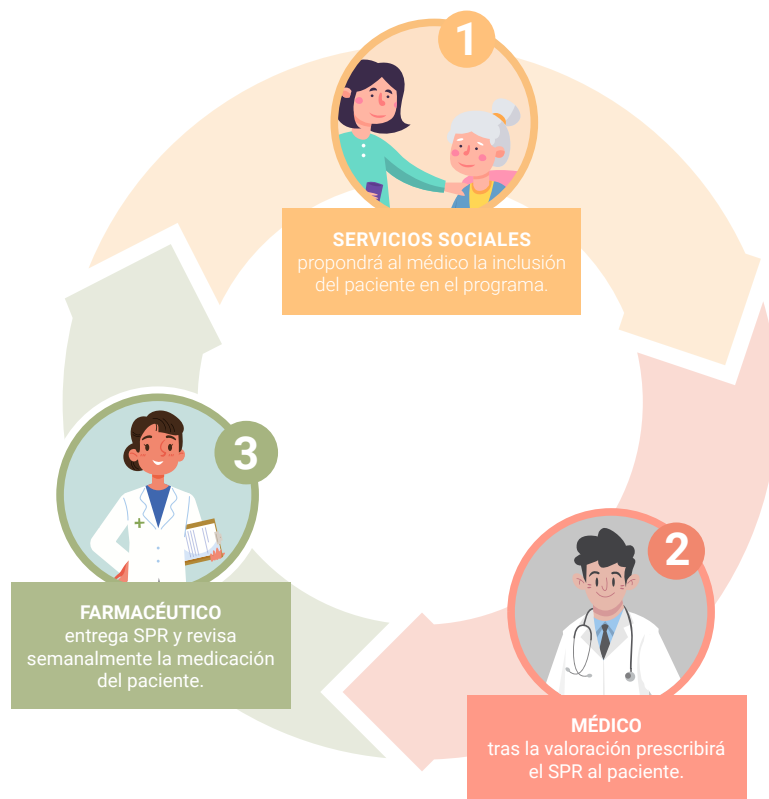 1
SERVICIOS SOCIALES
propondrá al médico la inclusión
del paciente en el programa.
2
MÉDICO
tras la valoración prescribirá
el SPR al paciente.
3
FARMACÉUTICO
entrega SPR y revisa
semanalmente la medicación
del paciente.